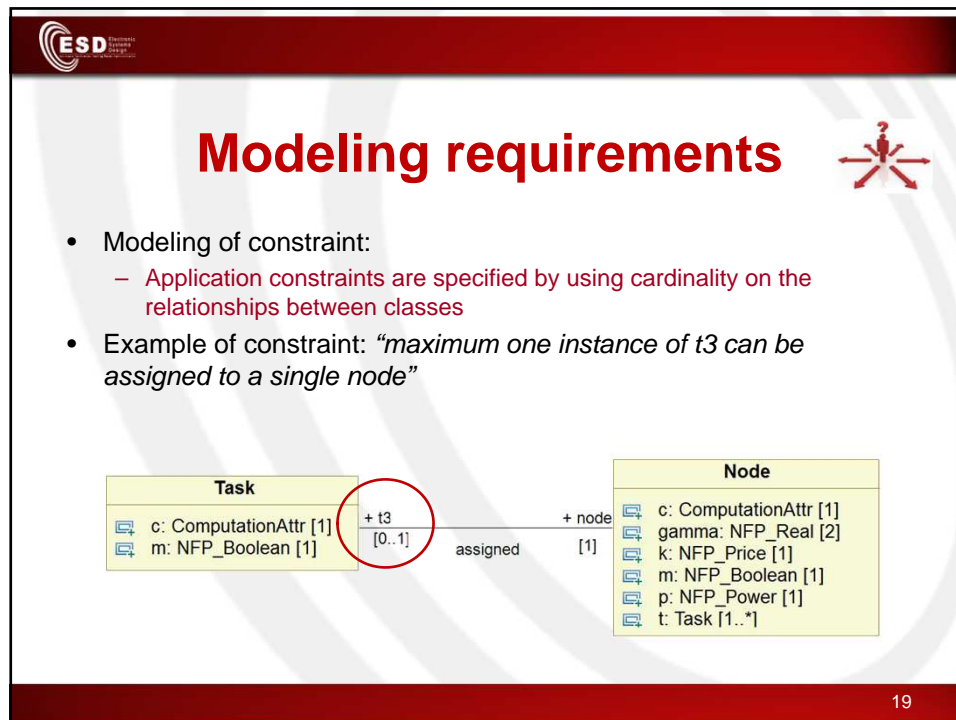 ESD Electronic Systems Design
Modeling requirements
?
• Modeling of constraint:
– Application constraints are specified by using cardinality on the
relationships between classes
• Example of constraint: “maximum one instance of t3 can be
assigned to a single node”
Task
c: ComputationAttr [1]
m: NFP_Boolean [1]
+ t3
[0..1]
assigned
+ node
[1]
Node
c: ComputationAttr [1]
gamma: NFP_Real [2]
k: NFP_Price [1]
m: NFP_Boolean [1]
p: NFP_Power [1]
t: Task [1..*]
19